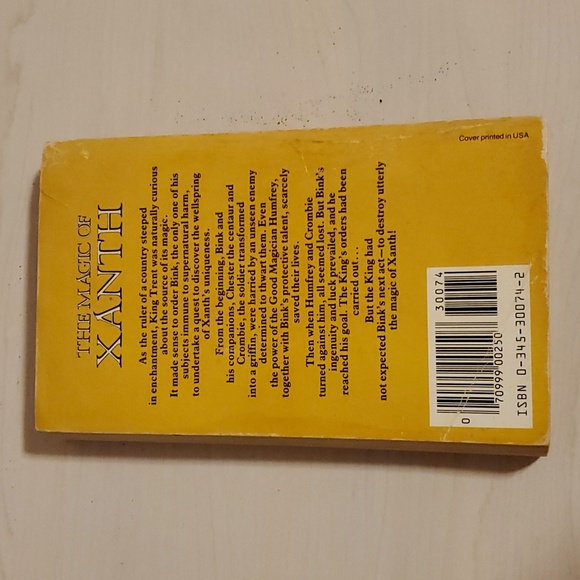 THE MAGIC OF
XANTH
As the ruler of a country steeped
in enchantment, King Trent was naturally curious
about the source of its magic.
It made sense to order Bink, the only one of his
subjects immune to supernatural harm,
to undertake a quest to discover the wellspring
of Xanth's uniqueness.
From the beginning, Bink and
his companions, Chester the centaur and
Crombie, the soldier transformed
into a griffin, were harried by an unseen enemy
determined to thwart them. Even
the power of the Good Magician Humfrey,
together with Bink's protective talent, scarcely
saved their lives.
Then when Humfrey and Crombie
turned against him, all seemed lost. But Bink's
ingenuity and luck prevailed, and he
reached his goal. The King's orders had been
carried out...
But the King had
not expected Bink's next act—to destroy utterly
the magic of Xanth!
30074
0 70999 00250
ISBN 0-345-30074-2
Cover printed in USA